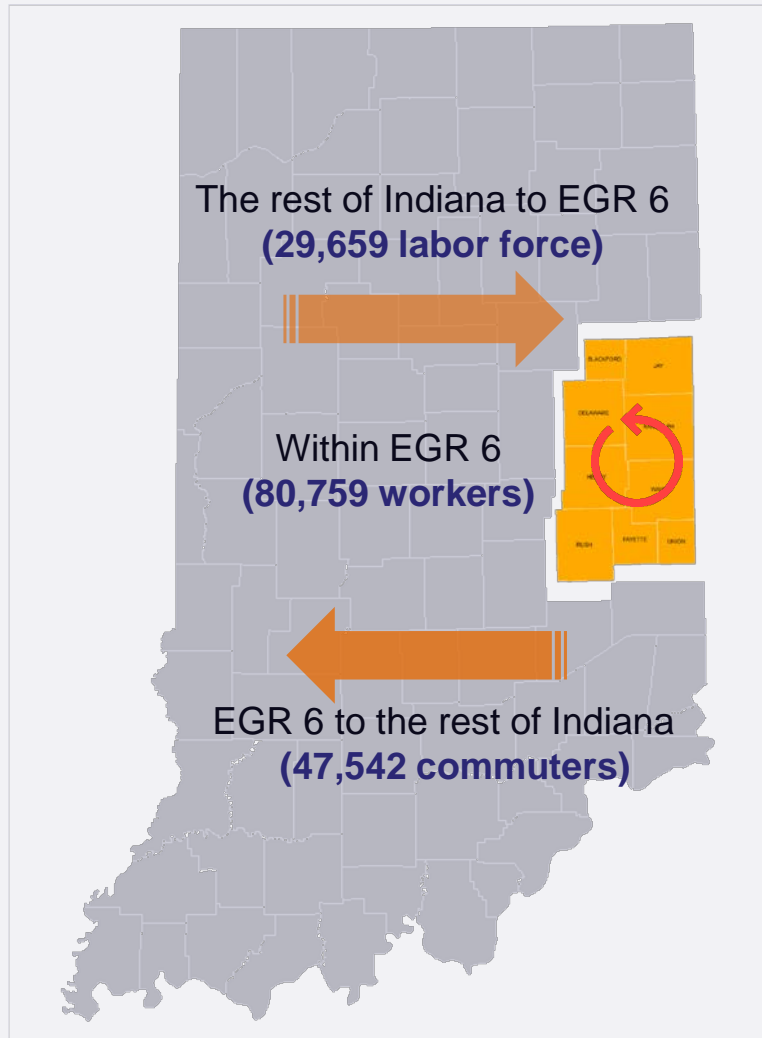 The rest of Indiana to EGR 6
(29,659 labor force)
BLACKFORD
JAY
DELAWARE
Within EGR 6
(80,759 workers)
RUSH
FAYETTE
UNION
EGR 6 to the rest of Indiana
(47,542 commuters)